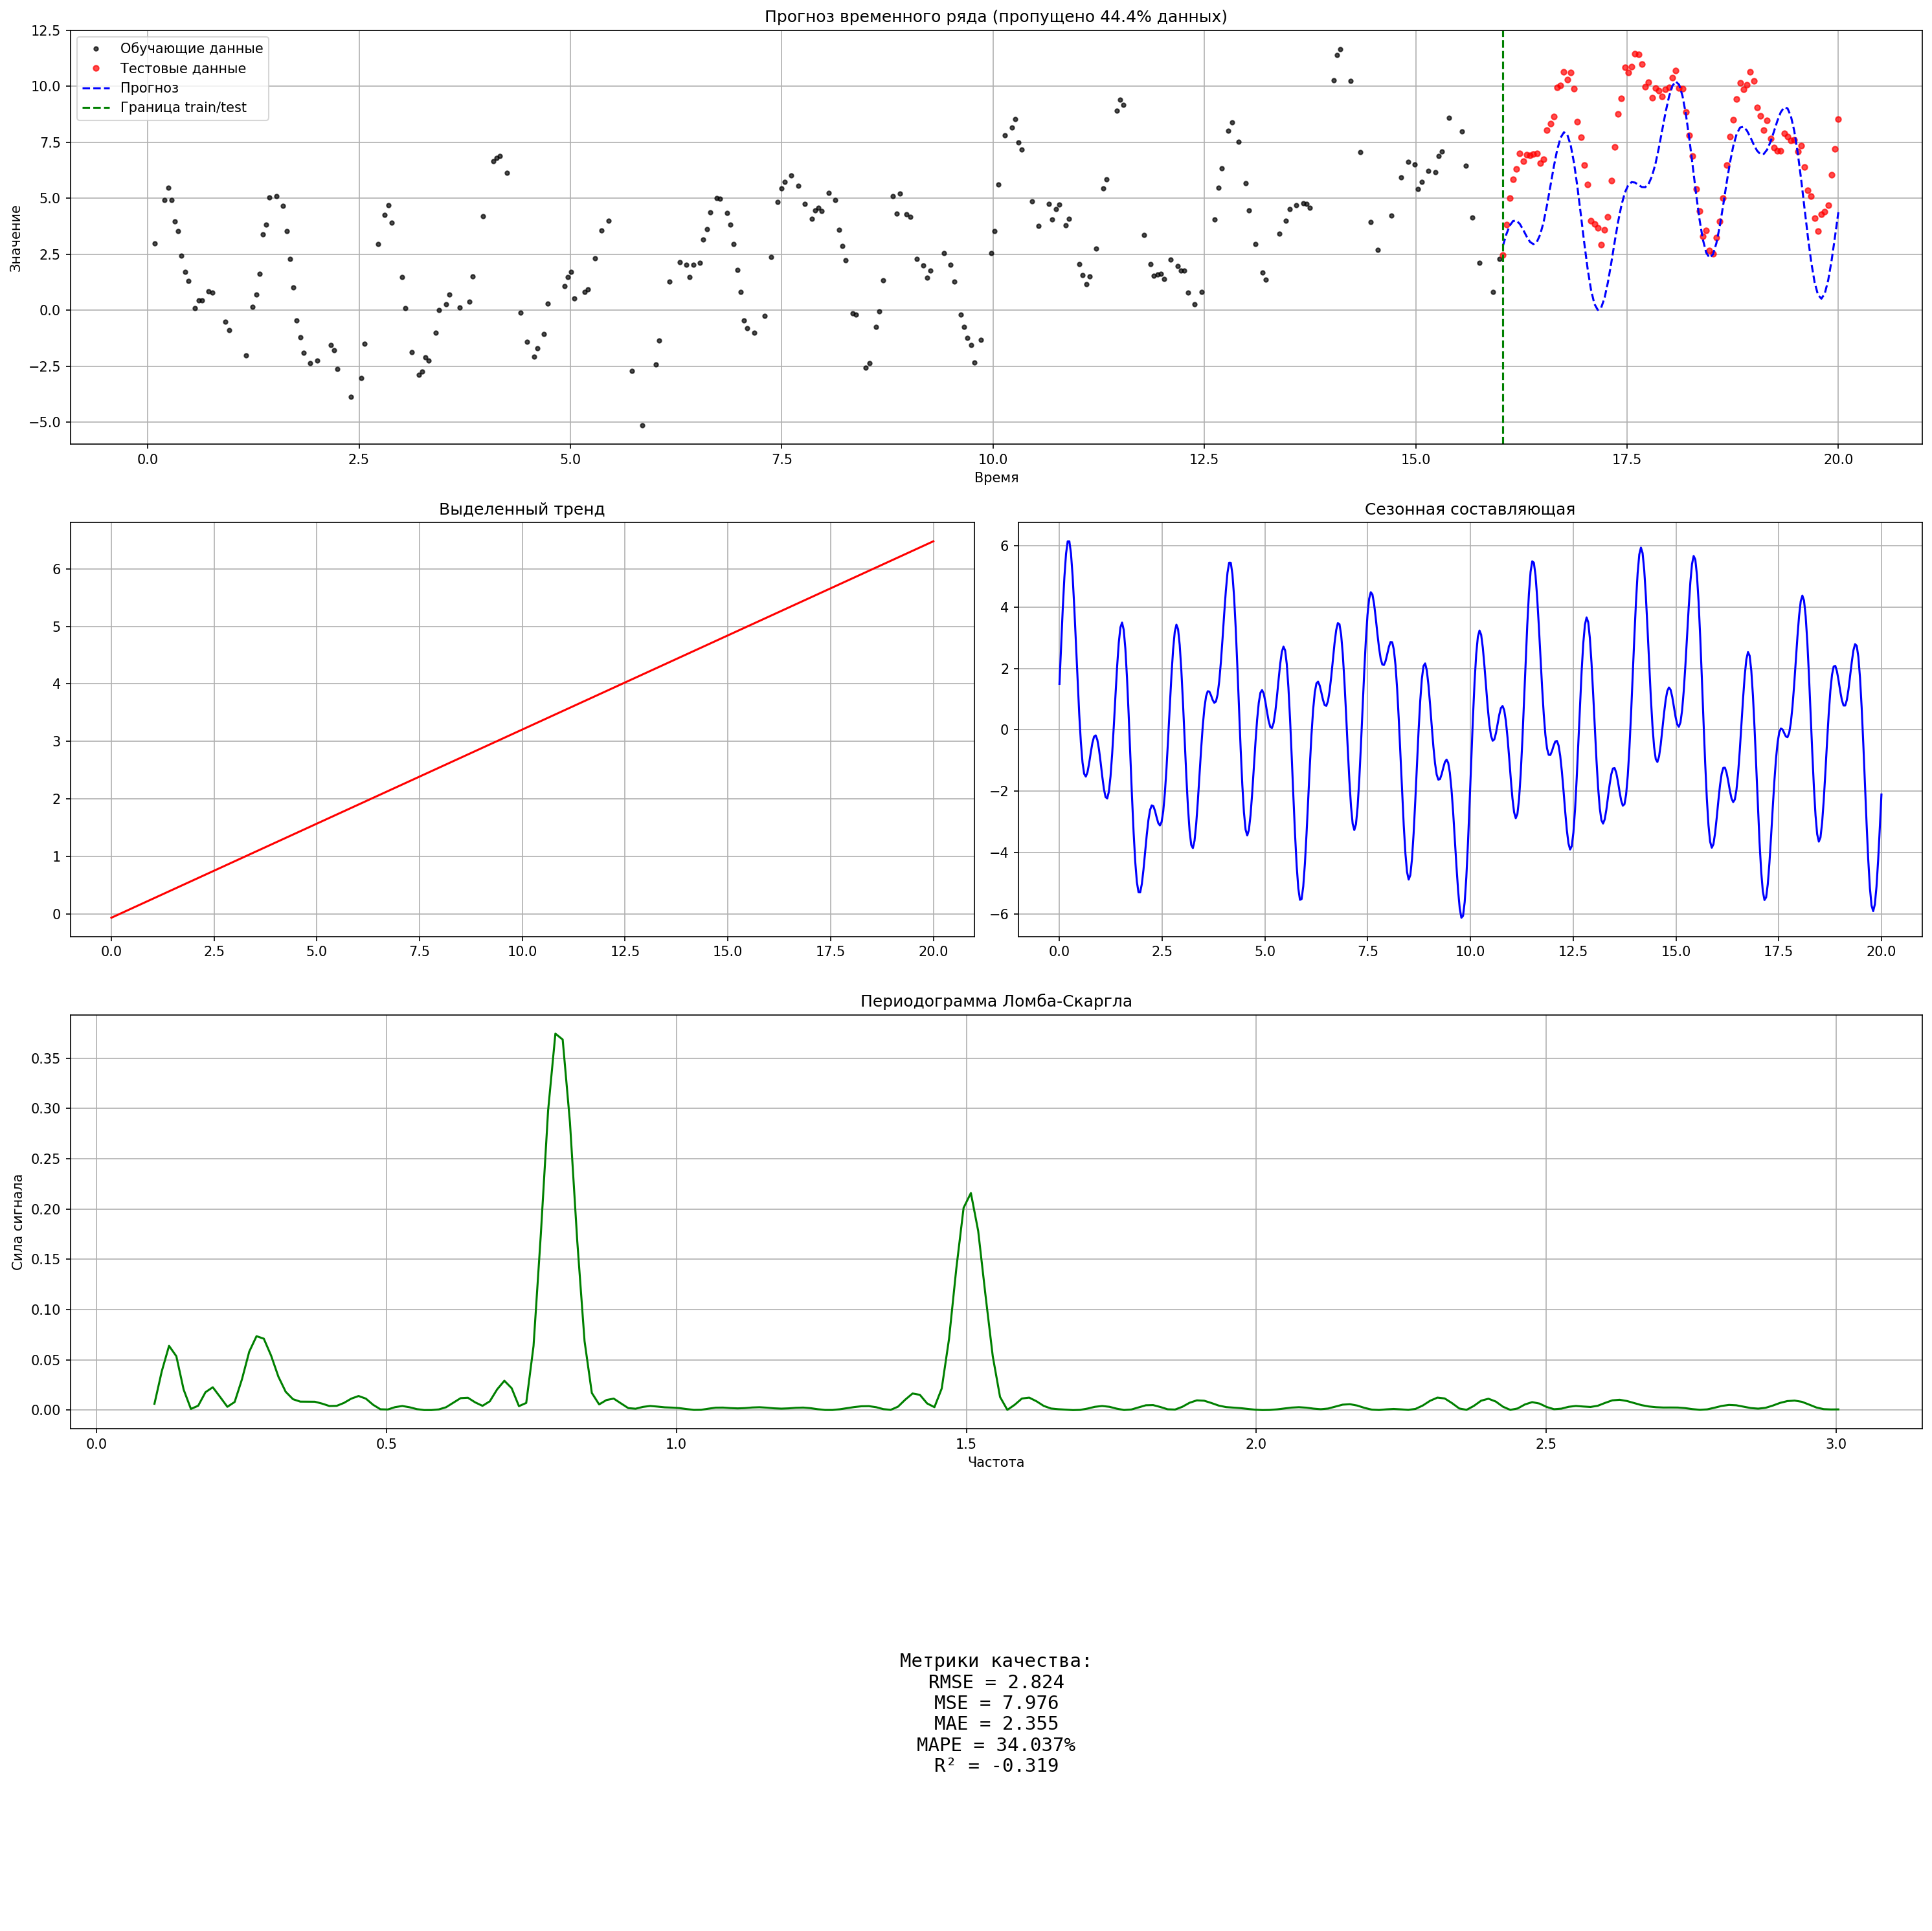 Прогноз временного ряда (пропущено 44.4% данных)
Обучающие данные
Тестовые данные
Прогноз
Граница train/test
Значение
12.5
10.0
7.5
5.0
2.5
0.0
−2.5
−5.0
0.0 2.5 5.0 7.5 10.0 12.5 15.0 17.5 20.0
Время
Выделенный тренд
6
5
4
3
2
1
0
0.0 2.5 5.0 7.5 10.0 12.5 15.0 17.5 20.0
Сезонная составляющая
6
4
2
0
−2
−4
−6
0.0 2.5 5.0 7.5 10.0 12.5 15.0 17.5 20.0
Периодограмма Ломба-Скаргла
Сила сигнала
0.35
0.30
0.25
0.20
0.15
0.10
0.05
0.00
0.0 0.5 1.0 1.5 2.0 2.5 3.0
Частота
Метрики качества:
RMSE = 2.824
MSE = 7.976
MAE = 2.355
MAPE = 34.037%
R² = -0.319